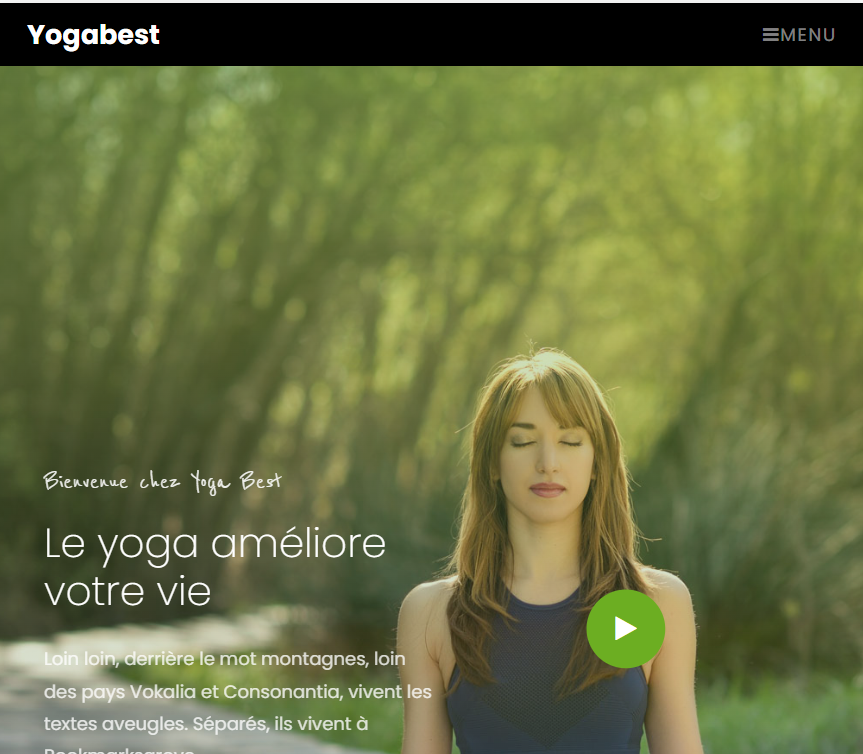 Yogabest
MENU
Bienvenue chez Yoga Best
Le yoga améliore
votre vie
Loin loin, derrière le mot montagnes, loin
des pays Vokalia et Consonantia, vivent les
textes aveugles. Séparés, ils vivent à
Bookmarksgrove